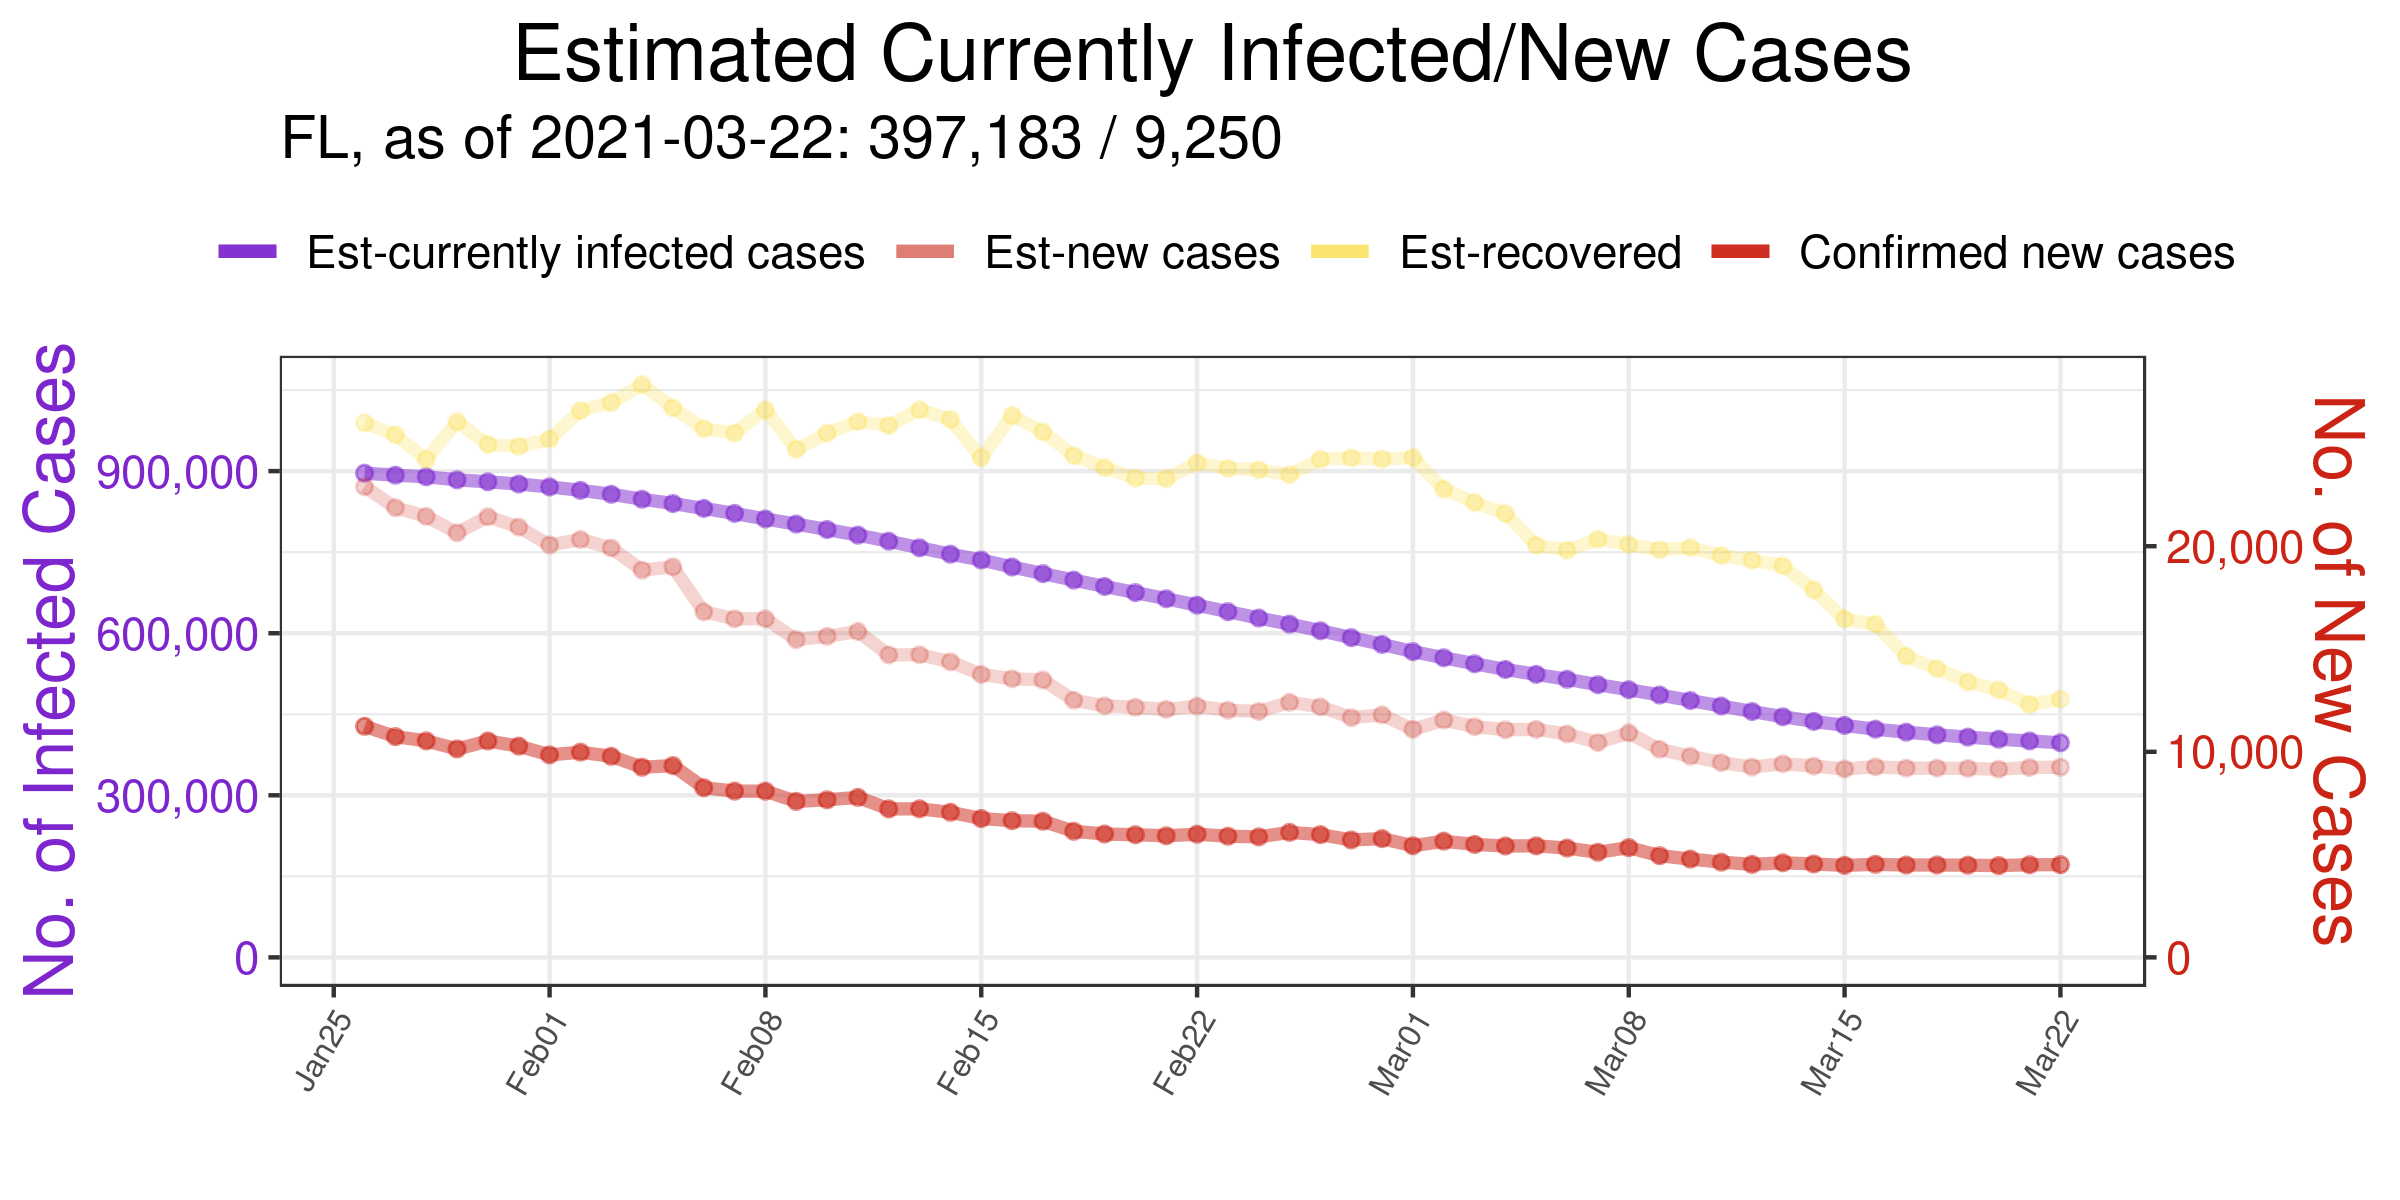 Estimated Currently Infected/New Cases
FL, as of 2021-03-22: 397,183 / 9,250
Est-currently infected cases Est-new cases Est-recovered Confirmed new cases
No. of Infected Cases
900,000
600,000
300,000
0
20,000
10,000
0
No. of New Cases
Jan25 Feb01 Feb08 Feb15 Feb22 Mar01 Mar08 Mar15 Mar22